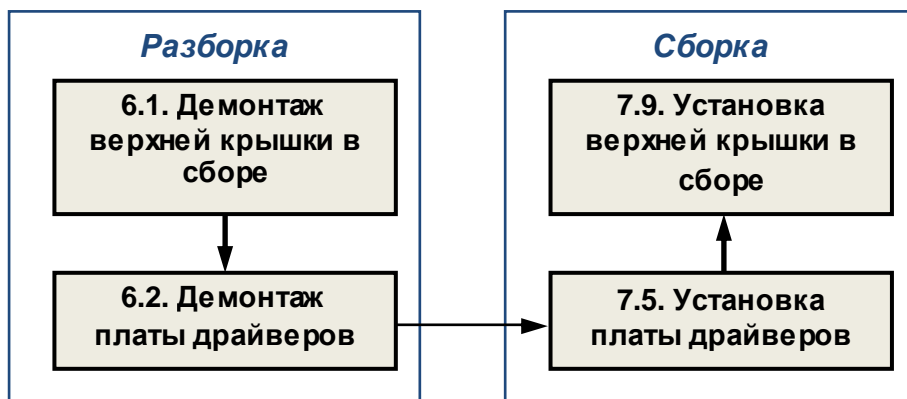 Разборка
6.1. Демонтаж
верхней крышки в
сборе
6.2. Демонтаж
платы драйверов
Сборка
7.9. Установка
верхней крышки в
сборе
7.5. Установка
платы драйверов